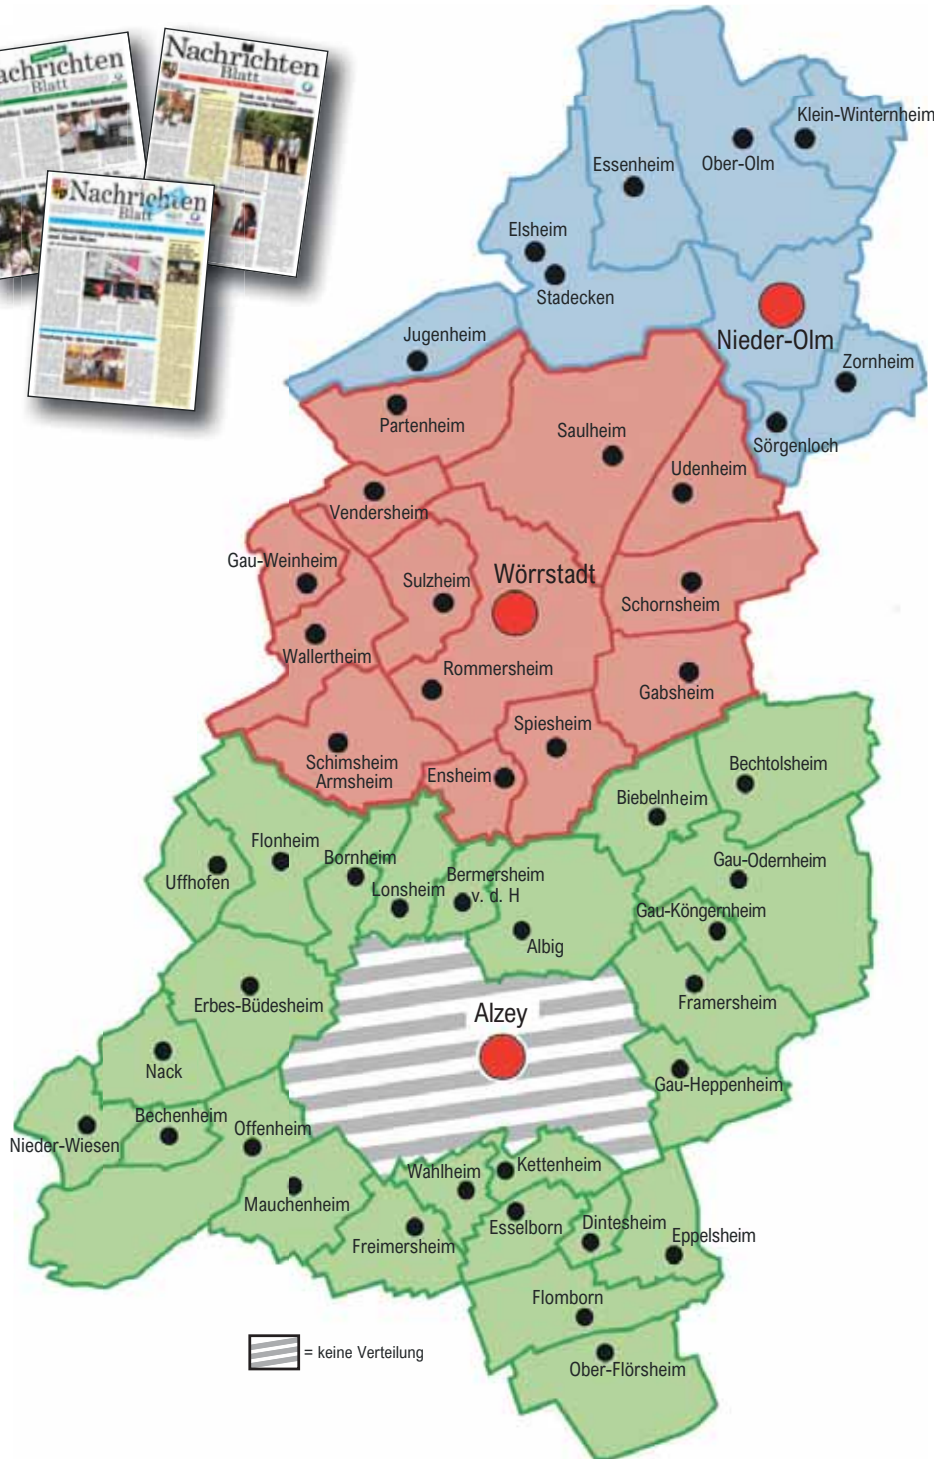 Nachrichten
Blatt
Nachrichten
Blatt
Nachrichten
Blatt
Klein-Winternheim
Ober-Olm
Essenheim
Elsheim
Stadecken
Nieder-Olm
Jugenheim
Zornheim
Partenheim
Saulheim
Sörgenloch
Udenheim
Vendersheim
Gau-Weinheim
Sulzheim
Wörrstadt
Schornsheim
Wallertheim
Rommersheim
Gabsheim
Spiesheim
Schimsheim
Armsheim
Ensheim
Bechtolsheim
Biebelnheim
Flonheim
Bornheim
Uffhofen
Lonsheim
Bermersheim
v. d. H
Gau-Odernheim
Gau-Köngernheim
Albig
Erbes-Büdesheim
Framersheim
Alzey
Nack
Gau-Heppenheim
Bechenheim
Offenheim
Nieder-Wiesen
Wahlheim
Kettenheim
Mauchenheim
Esselborn
Dintesheim
Eppelsheim
Freimersheim
Flomborn
= keine Verteilung
Ober-Flörsheim